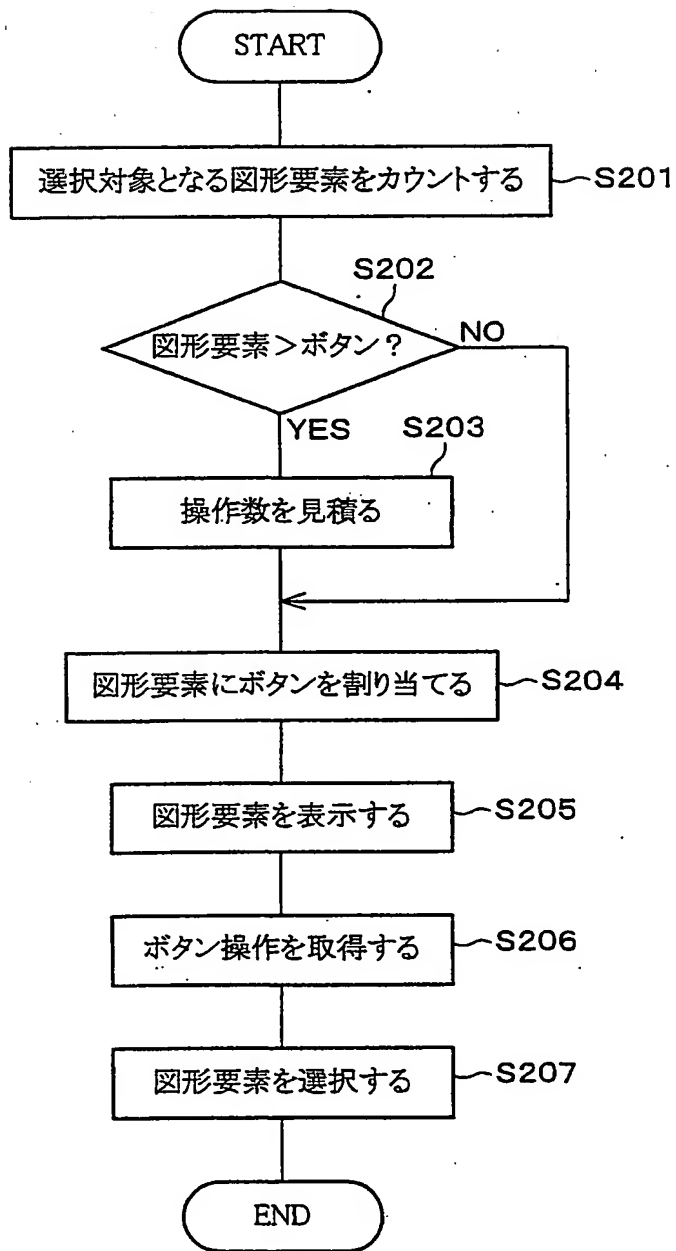 START
選択対象となる図形要素をカウントする
S201
S202
図形要素＞ボタン？
NO
YES
S203
操作数を見積る
図形要素にボタンを割り当てる
S204
図形要素を表示する
S205
ボタン操作を取得する
S206
図形要素を選択する
S207
END